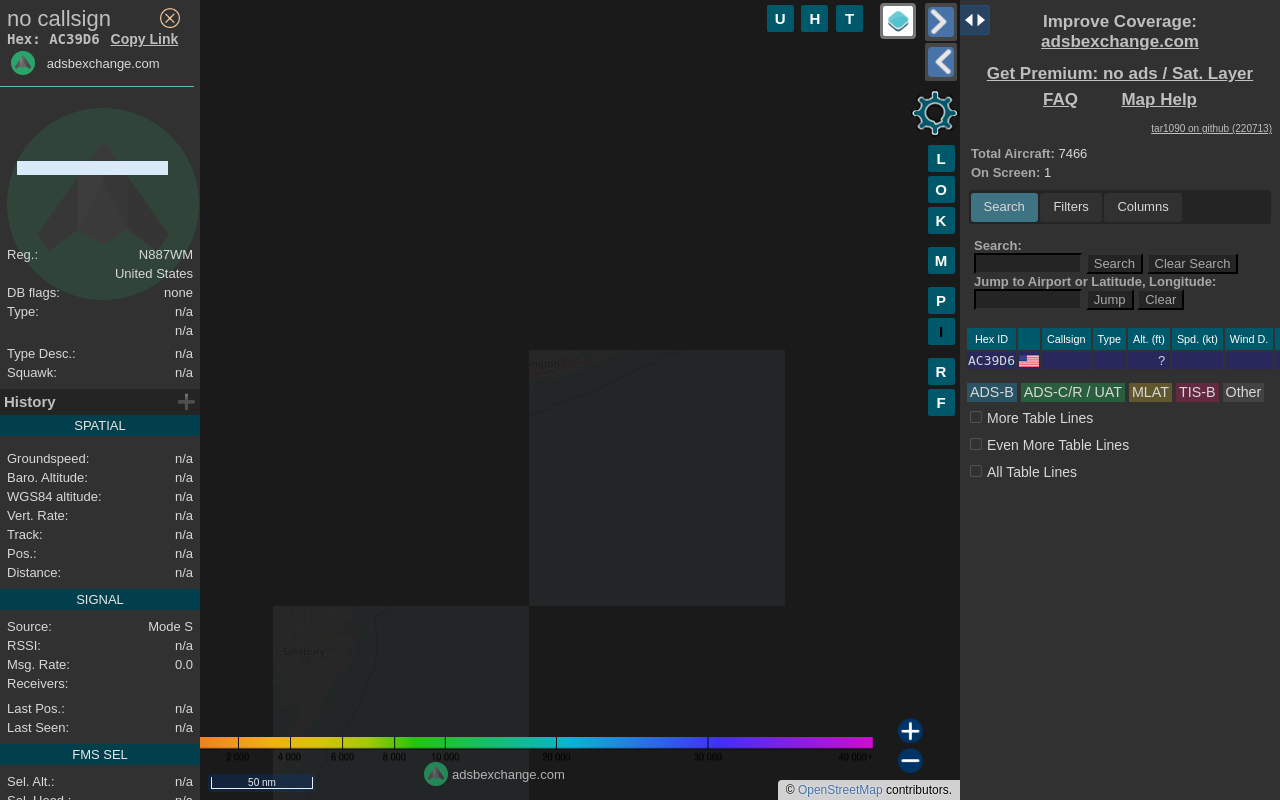 no callsign
Hex: AC39D6 Copy Link
adsbexchange.com
Reg.: N887WM
United States
DB flags: none
Type: n/a
n/a
Type Desc.: n/a
Squawk: n/a
History
SPATIAL
Groundspeed: n/a
Baro. Altitude: n/a
WGS84 altitude: n/a
Vert. Rate: n/a
Track: n/a
Pos.: n/a
Distance: n/a
SIGNAL
Source: Mode S
RSSI: n/a
Msg. Rate: 0.0
Receivers:
Last Pos.: n/a
Last Seen: n/a
FMS SEL
Sel. Alt.: n/a
Sel. Head.: n/a
U H T
L
O
K
M
P
I
R
F
Salisbury
2 000 4 000 6 000 8 000 10 000 20 000 30 000 40 000+
adsbexchange.com
50 nm
© OpenStreetMap contributors.
Improve Coverage:
adsbexchange.com
Get Premium: no ads / Sat. Layer
FAQ Map Help
tar1090 on github (220713)
Total Aircraft: 7466
On Screen: 1
Search Filters Columns
Search:
Search Clear Search
Jump to Airport or Latitude, Longitude:
Jump Clear
Hex ID Callsign Type Alt. (ft) Spd. (kt) Wind D.
AC39D6 ?
ADS-B ADS-C/R / UAT MLAT TIS-B Other
More Table Lines
Even More Table Lines
All Table Lines